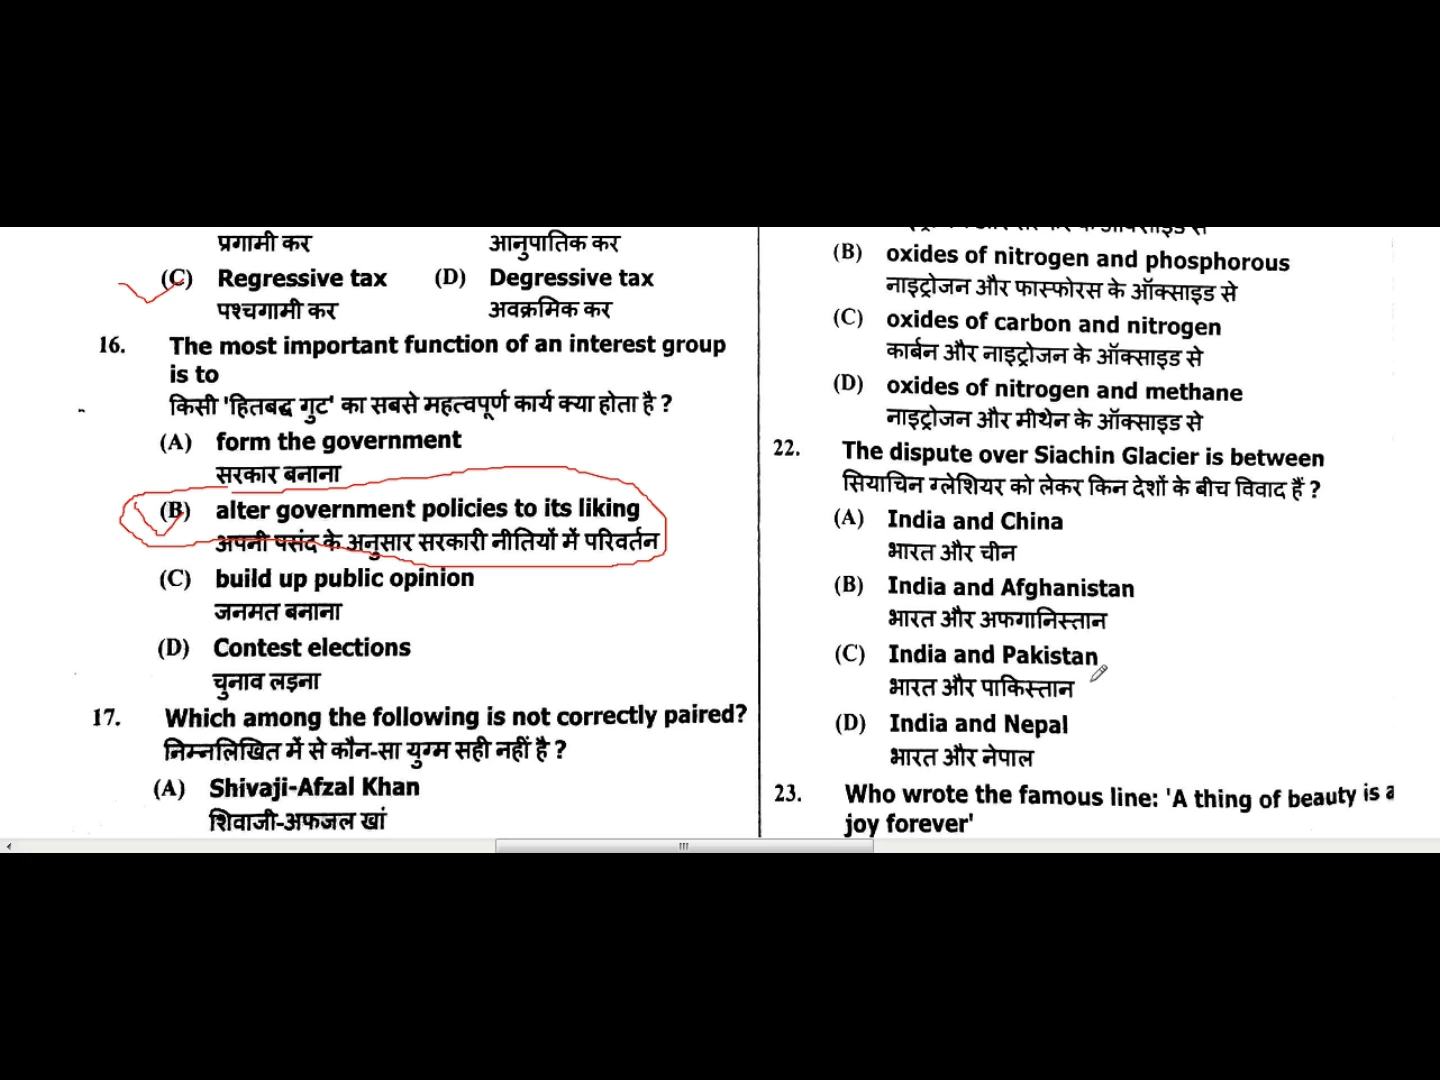 प्रगामी कर आनुपातिक कर
(C) Regressive tax (D) Degressive tax
पश्चगामी कर अवक्रमिक कर
16. The most important function of an interest group
is to
किसी 'हितबद्ध गुट' का सबसे महत्वपूर्ण कार्य क्या होता है ?
(A) form the government
सरकार बनाना
(B) alter government policies to its liking
अपनी पसंद के अनुसार सरकारी नीतियों में परिवर्तन
(C) build up public opinion
जनमत बनाना
(D) Contest elections
चुनाव लड़ना
17. Which among the following is not correctly paired?
निम्नलिखित में से कौन-सा युग्म सही नहीं है ?
(A) Shivaji-Afzal Khan
शिवाजी-अफजल खां
(B) oxides of nitrogen and phosphorous
नाइट्रोजन और फास्फोरस के ऑक्साइड से
(C) oxides of carbon and nitrogen
कार्बन और नाइट्रोजन के ऑक्साइड से
(D) oxides of nitrogen and methane
नाइट्रोजन और मीथेन के ऑक्साइड से
22. The dispute over Siachin Glacier is between
सियाचिन ग्लेशियर को लेकर किन देशों के बीच विवाद हैं ?
(A) India and China
भारत और चीन
(B) India and Afghanistan
भारत और अफगानिस्तान
(C) India and Pakistan
भारत और पाकिस्तान
(D) India and Nepal
भारत और नेपाल
23. Who wrote the famous line: 'A thing of beauty is a
joy forever'